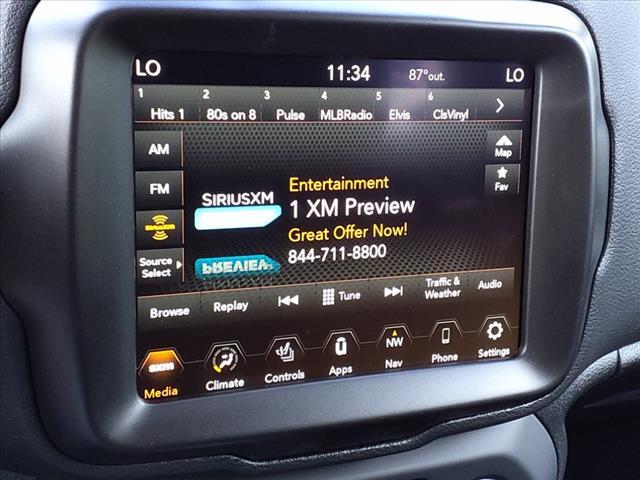 LO 11:34 87° out. LO
1 2 3 4 5 6
Hits 1 80s on 8 Pulse MLBRadio Elvis ClsVinyl
AM
FM
SiriusXM
Source
Select
Map
Fav
SIRIUSXM
Entertainment
1 XM Preview
Great Offer Now!
844-711-8800
Browse Replay Tune Traffic &
Weather Audio
sxm
Media
Climate
Controls
Apps
NW
Nav
Phone
Settings